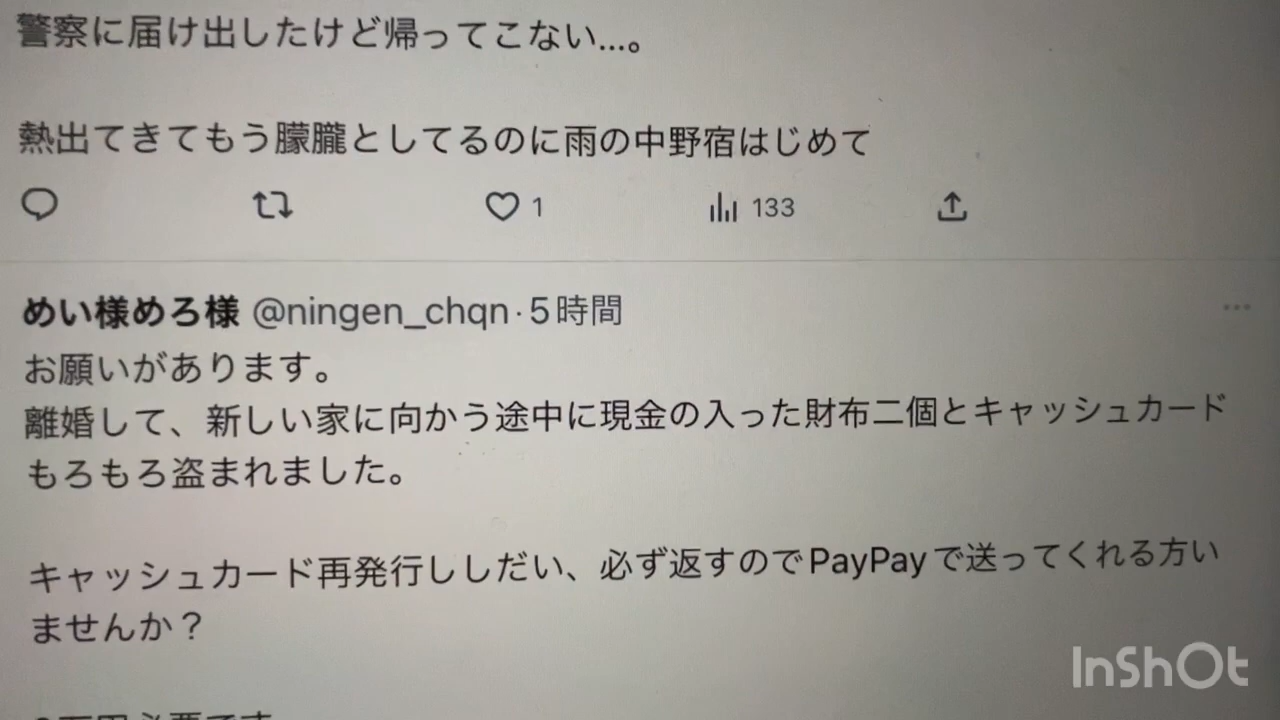 警察に届け出したけど帰ってこない...。
熱出てきてもう朦朧としてるのに雨の中野宿はじめて
1
133
めい様めろ様 @ningen_chqn·5時間
お願いがあります。
離婚して、新しい家に向かう途中に現金の入った財布二個とキャッシュカード
もろもろ盗まれました。
キャッシュカード再発行ししだい、必ず返すのでPayPayで送ってくれる方い
ませんか？
InShOt